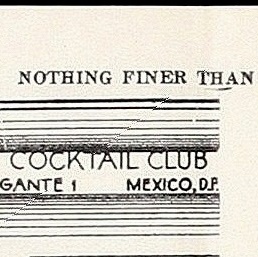 NOTHING FINER THAN
COCKTAIL CLUB
GANTE 1 MEXICO, D.F.